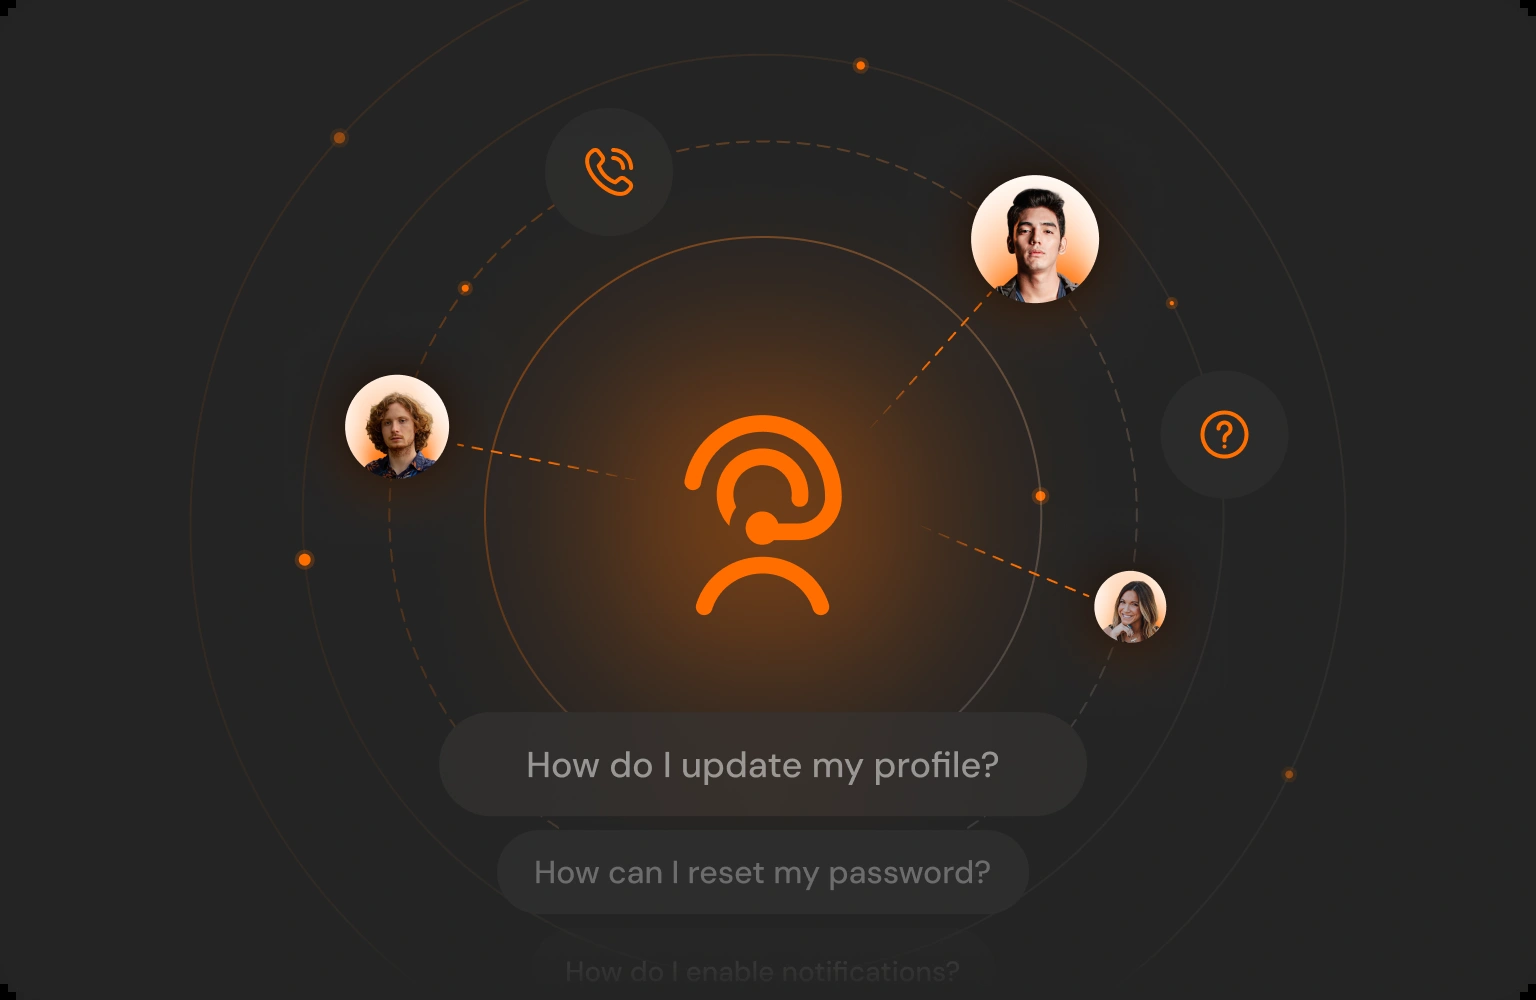 How do I update my profile?
How can I reset my password?
How do I enable notifications?